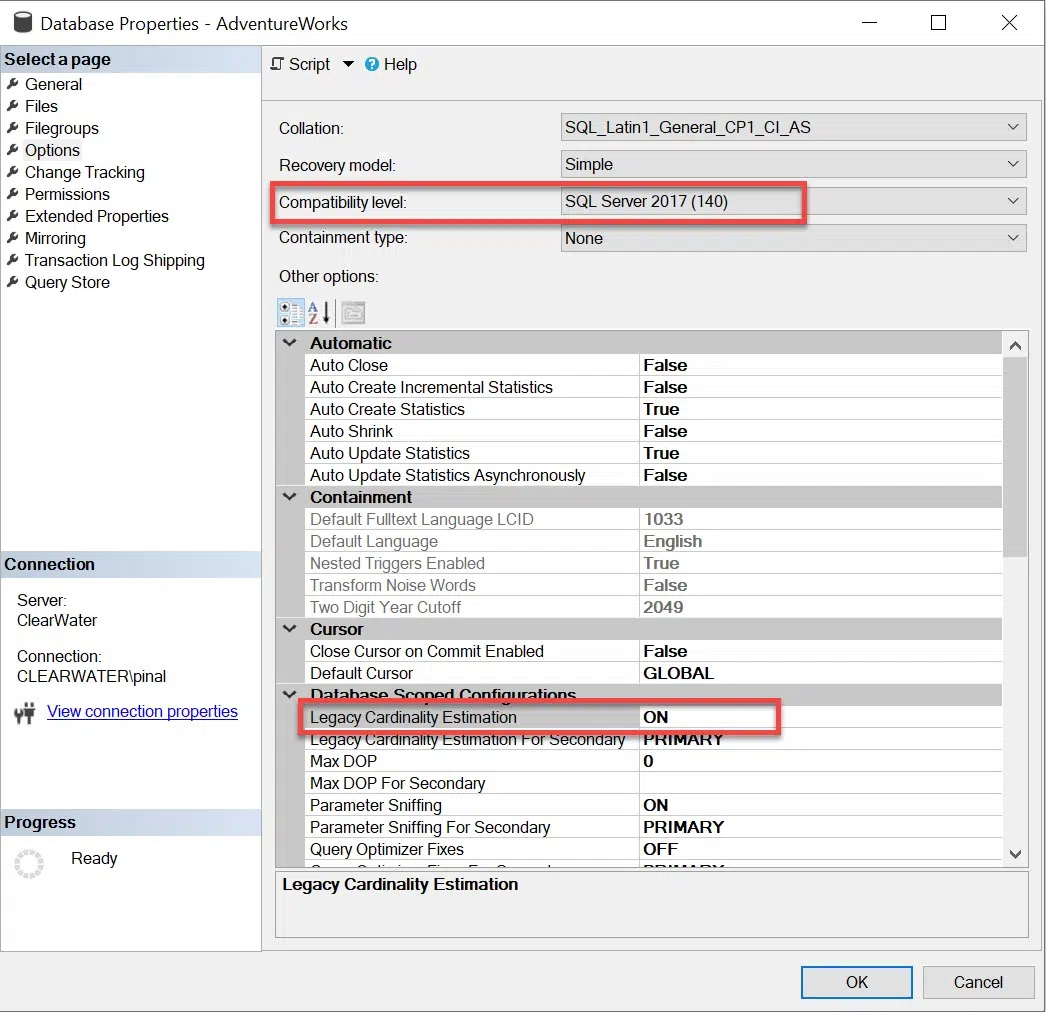 Database Properties - AdventureWorks
Select a page
General
Files
Filegroups
Options
Change Tracking
Permissions
Extended Properties
Mirroring
Transaction Log Shipping
Query Store
Connection
Server:
ClearWater
Connection:
CLEARWATER\pinal
View connection properties
Progress
Ready
Script Help
Collation: SQL_Latin1_General_CP1_CI_AS
Recovery model: Simple
Compatibility level: SQL Server 2017 (140)
Containment type: None
Other options:
Automatic
Auto Close False
Auto Create Incremental Statistics False
Auto Create Statistics True
Auto Shrink False
Auto Update Statistics True
Auto Update Statistics Asynchronously False
Containment
Default Fulltext Language LCID 1033
Default Language English
Nested Triggers Enabled True
Transform Noise Words False
Two Digit Year Cutoff 2049
Cursor
Close Cursor on Commit Enabled False
Default Cursor GLOBAL
Database Scoped Configurations
Legacy Cardinality Estimation ON
Legacy Cardinality Estimation For Secondary PRIMARY
Max DOP 0
Max DOP For Secondary
Parameter Sniffing ON
Parameter Sniffing For Secondary PRIMARY
Query Optimizer Fixes OFF
Legacy Cardinality Estimation
OK Cancel